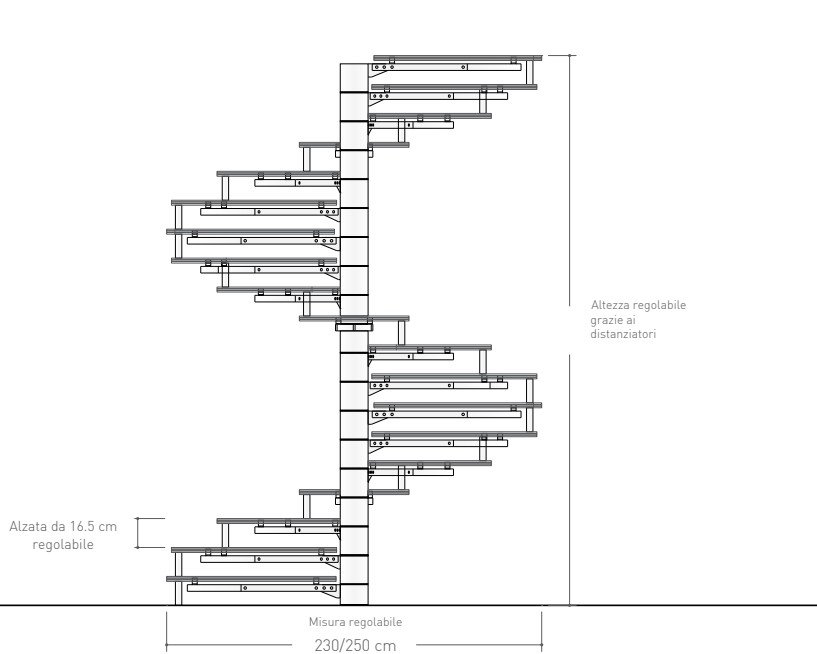 Altezza regolabile
grazie ai
distanziatori
Alzata da 16.5 cm
regolabile
Misura regolabile
230/250 cm